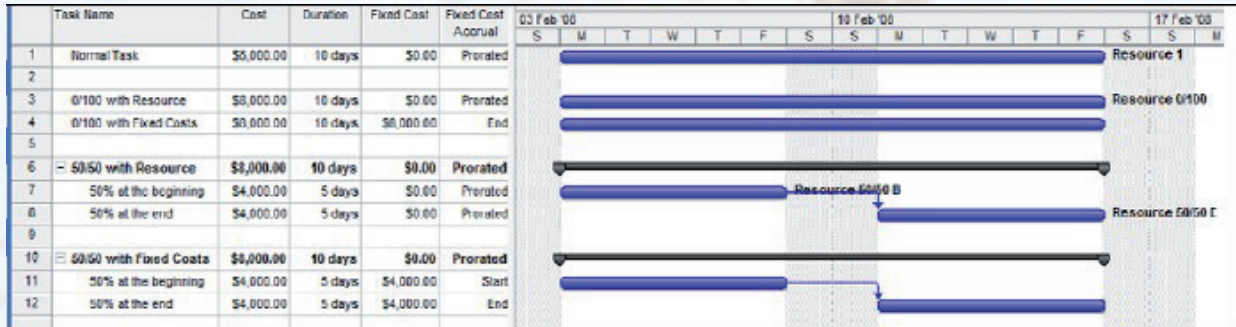 Task Name Cost Duration Fixed Cost Fixed Cost Accrual 03 Feb '08 10 Feb '08 17 Feb '08
S M T W T F S S M T W T F S S M
1 Normal Task $8,000.00 10 days $0.00 Prorated Resource 1
2
3 0/100 with Resource $8,000.00 10 days $0.00 Prorated Resource 0/100
4 0/100 with Fixed Costs $8,000.00 10 days $8,000.00 End
5
6 50/50 with Resource $8,000.00 10 days $0.00 Prorated
7 50% at the beginning $4,000.00 5 days $0.00 Prorated Resource 50/50 B
8 50% at the end $4,000.00 5 days $0.00 Prorated Resource 50/50
9
10 50/50 with Fixed Costs $8,000.00 10 days $0.00 Prorated
11 50% at the beginning $4,000.00 5 days $4,000.00 Start
12 50% at the end $4,000.00 5 days $4,000.00 End